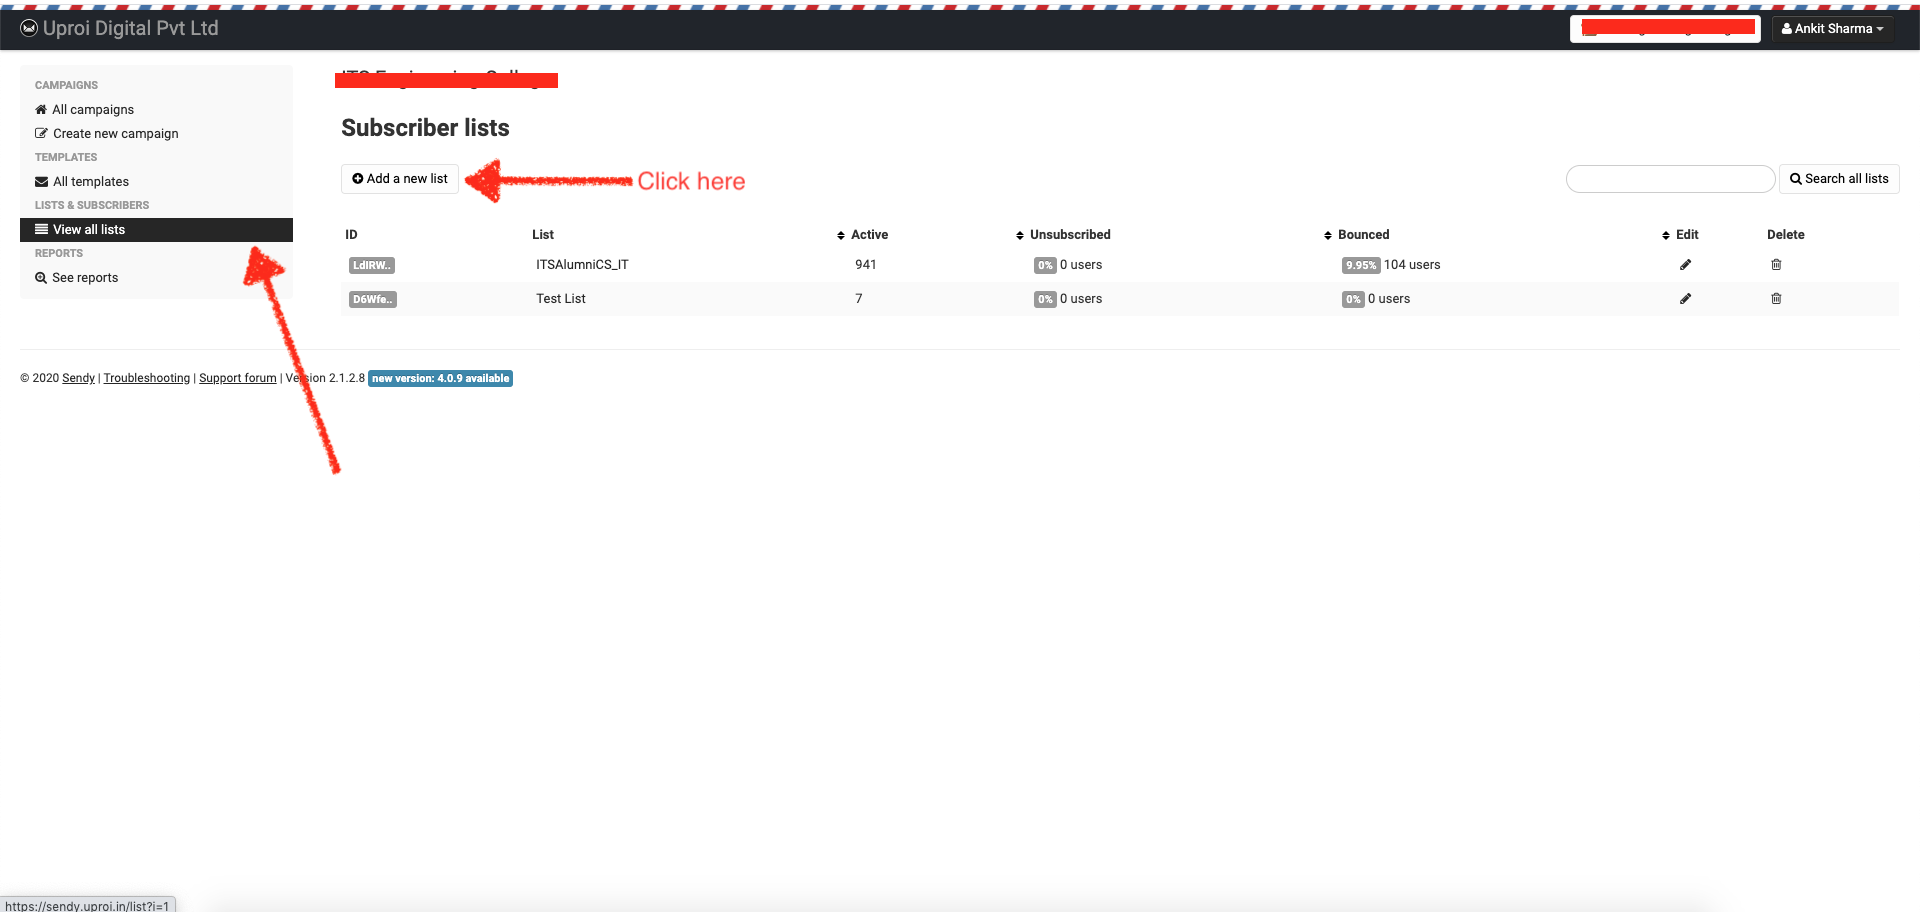 Uproi Digital Pvt Ltd
Ankit Sharma
CAMPAIGNS
All campaigns
Create new campaign
TEMPLATES
All templates
LISTS & SUBSCRIBERS
View all lists
REPORTS
See reports
Subscriber lists
Add a new list
Click here
Search all lists
ID List Active Unsubscribed Bounced Edit Delete
LdIRW.. ITSAlumniCS_IT 941 0% 0 users 9.95% 104 users
D6Wfe.. Test List 7 0% 0 users 0% 0 users
© 2020 Sendy | Troubleshooting | Support forum | Version 2.1.2.8 new version: 4.0.9 available
https://sendy.uproi.in/list?i=1